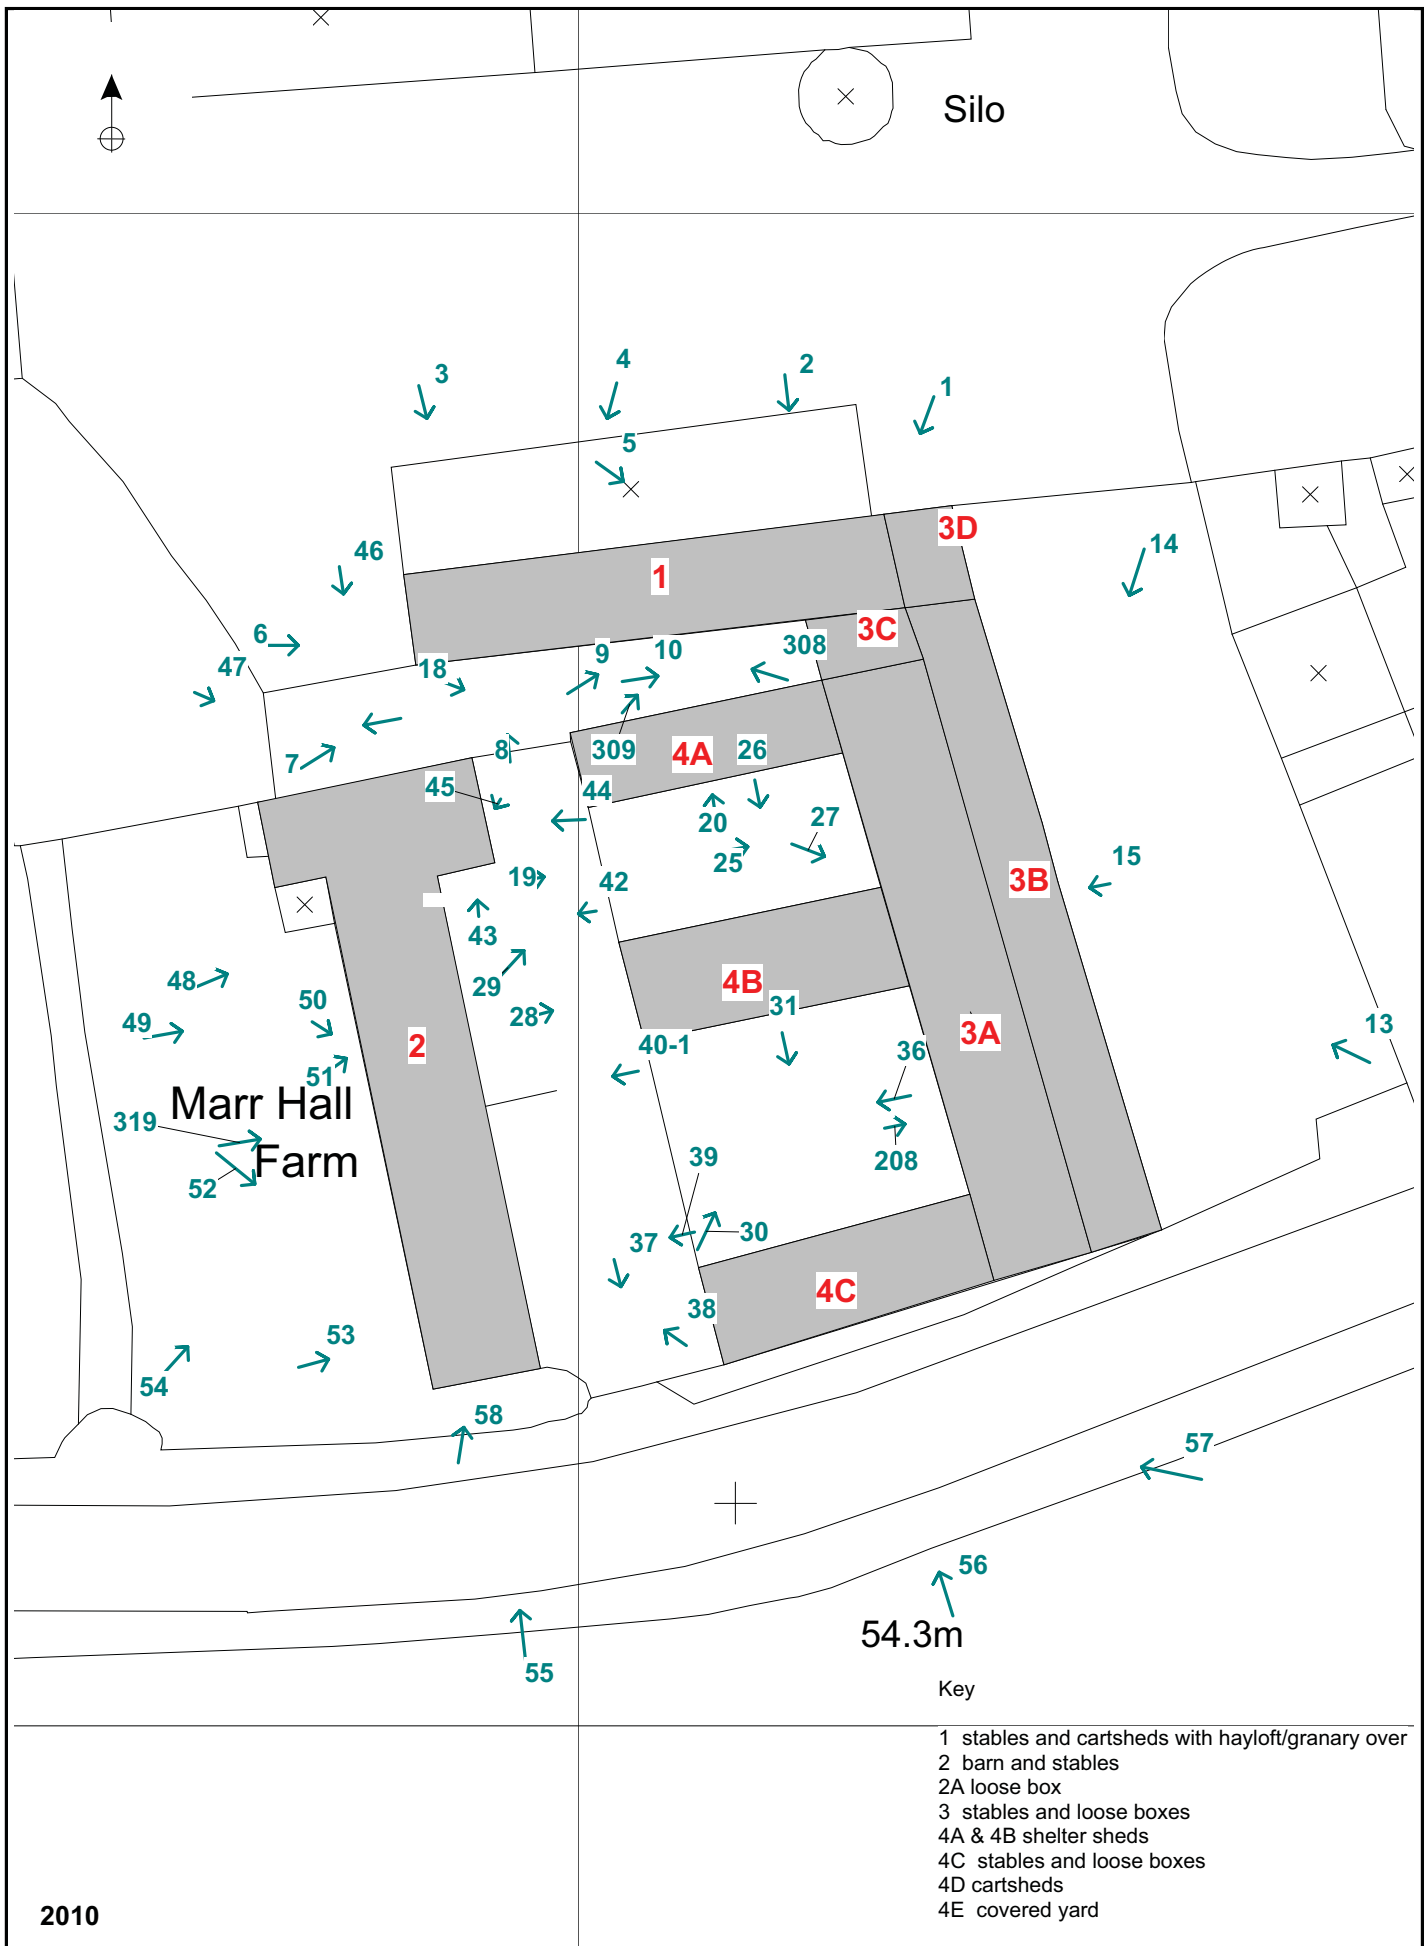 Silo
3
4
2
1
5
3D
14
46
1
6
3C
9
10
308
47
18
7
8
309
4A
26
45
44
20
27
25
15
19
42
3B
43
48
4B
29
50
31
28
49
13
2
3A
40-1
36
51
Marr Hall
319
39
208
Farm
52
30
37
4C
38
53
54
58
57
56
54.3m
55
Key
1 stables and cartsheds with hayloft/granary over
2 barn and stables
2A loose box
3 stables and loose boxes
4A & 4B shelter sheds
4C stables and loose boxes
4D cartsheds
4E covered yard
2010